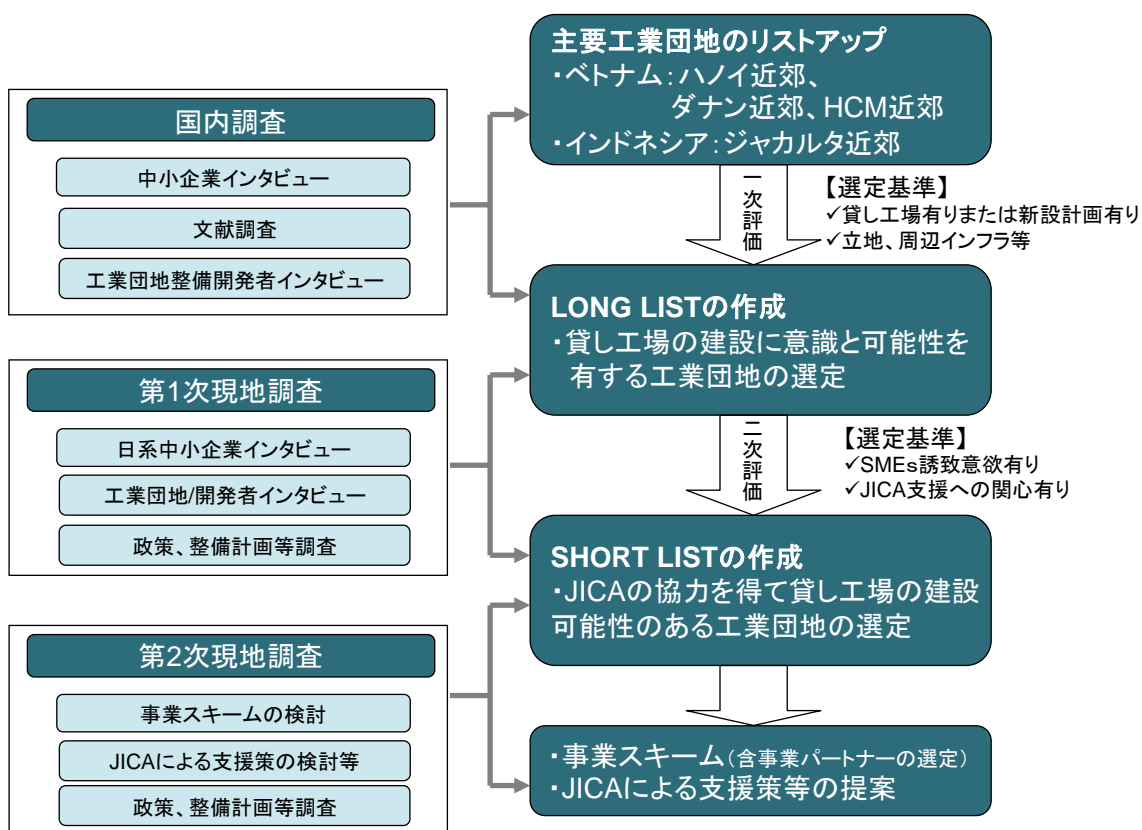 国内調査
中小企業インタビュー
文献調査
工業団地整備開発者インタビュー
第1次現地調査
日系中小企業インタビュー
工業団地/開発者インタビュー
政策、整備計画等調査
第2次現地調査
事業スキームの検討
JICAによる支援策の検討等
政策、整備計画等調査
主要工業団地のリストアップ
・ベトナム：ハノイ近郊、
ダナン近郊、HCM近郊
・インドネシア：ジャカルタ近郊
一次評価
【選定基準】
✓貸し工場有りまたは新設計画有り
✓立地、周辺インフラ等
LONG LISTの作成
・貸し工場の建設に意識と可能性を
有する工業団地の選定
二次評価
【選定基準】
✓SMEs誘致意欲有り
✓JICA支援への関心有り
SHORT LISTの作成
・JICAの協力を得て貸し工場の建設
可能性のある工業団地の選定
・事業スキーム（含事業パートナーの選定）
・JICAによる支援策等の提案